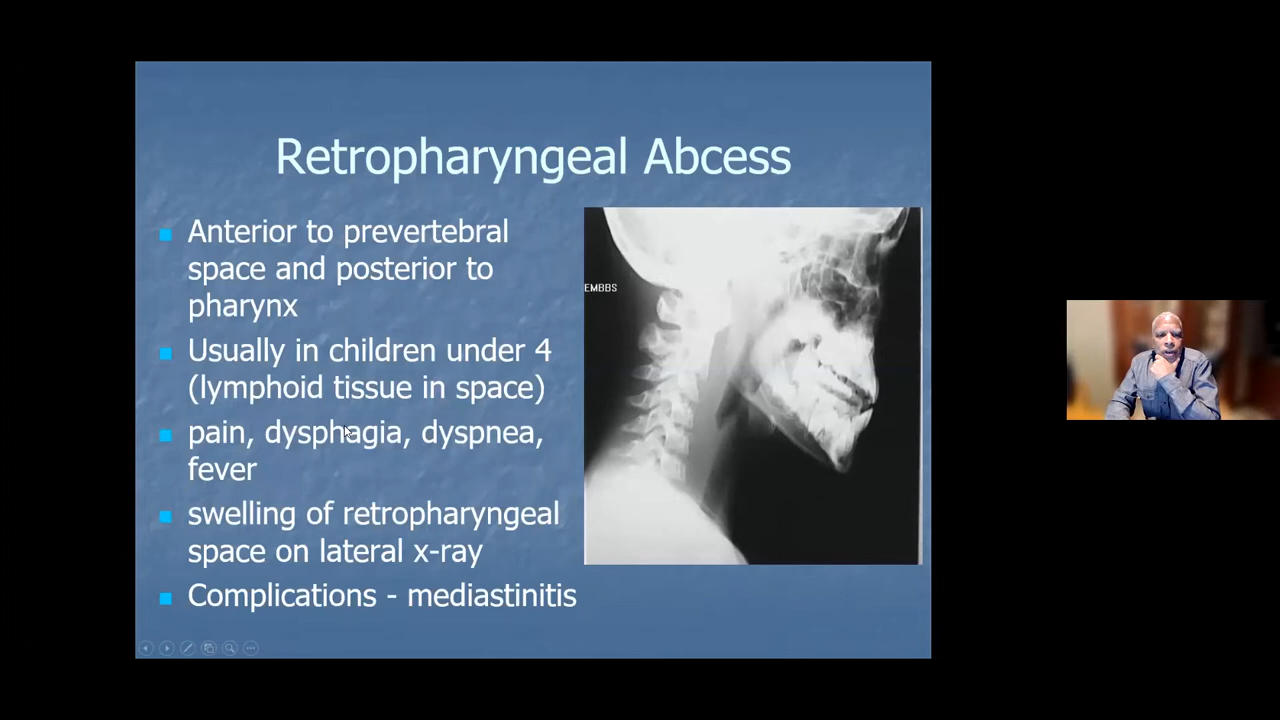 Retropharyngeal Abcess
Anterior to prevertebral
space and posterior to
pharynx
Usually in children under 4
(lymphoid tissue in space)
pain, dysphagia, dyspnea,
fever
swelling of retropharyngeal
space on lateral x-ray
Complications - mediastinitis
EMBBS